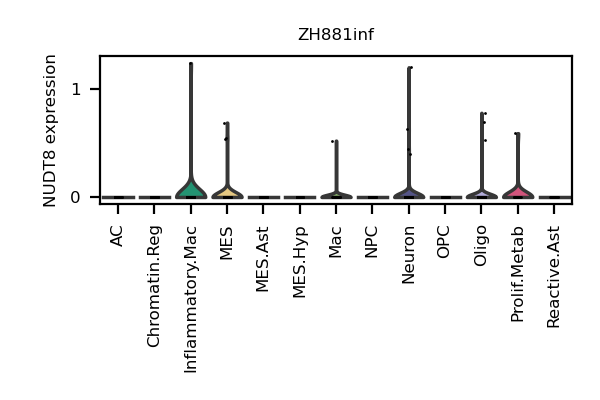 ZH881inf
NUDT8 expression
1
0
AC
Chromatin.Reg
Inflammatory.Mac
MES
MES.Ast
MES.Hyp
Mac
NPC
Neuron
OPC
Oligo
Prolif.Metab
Reactive.Ast